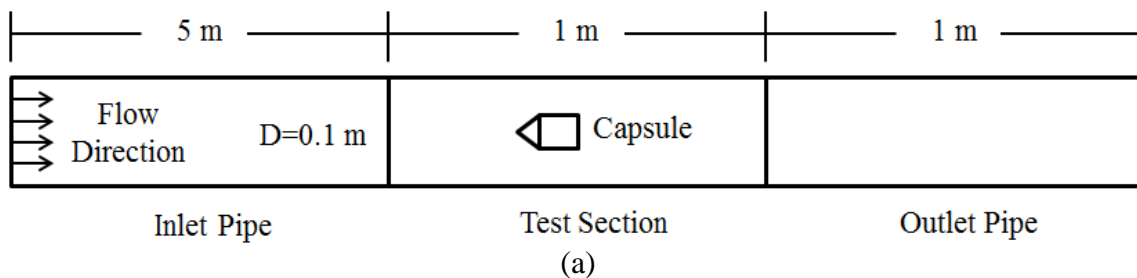 5 m
1 m
1 m
Flow
Direction
D=0.1 m
Capsule
Inlet Pipe
Test Section
Outlet Pipe
(a)